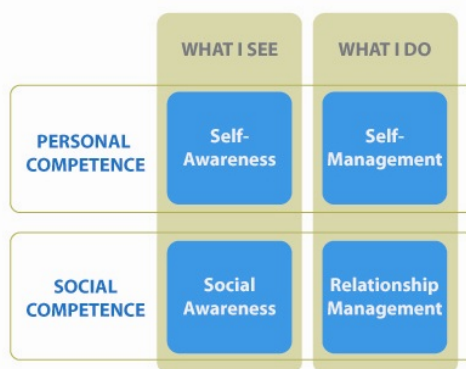 WHAT I SEE
WHAT I DO
PERSONAL
COMPETENCE
Self-
Awareness
Self-
Management
SOCIAL
COMPETENCE
Social
Awareness
Relationship
Management